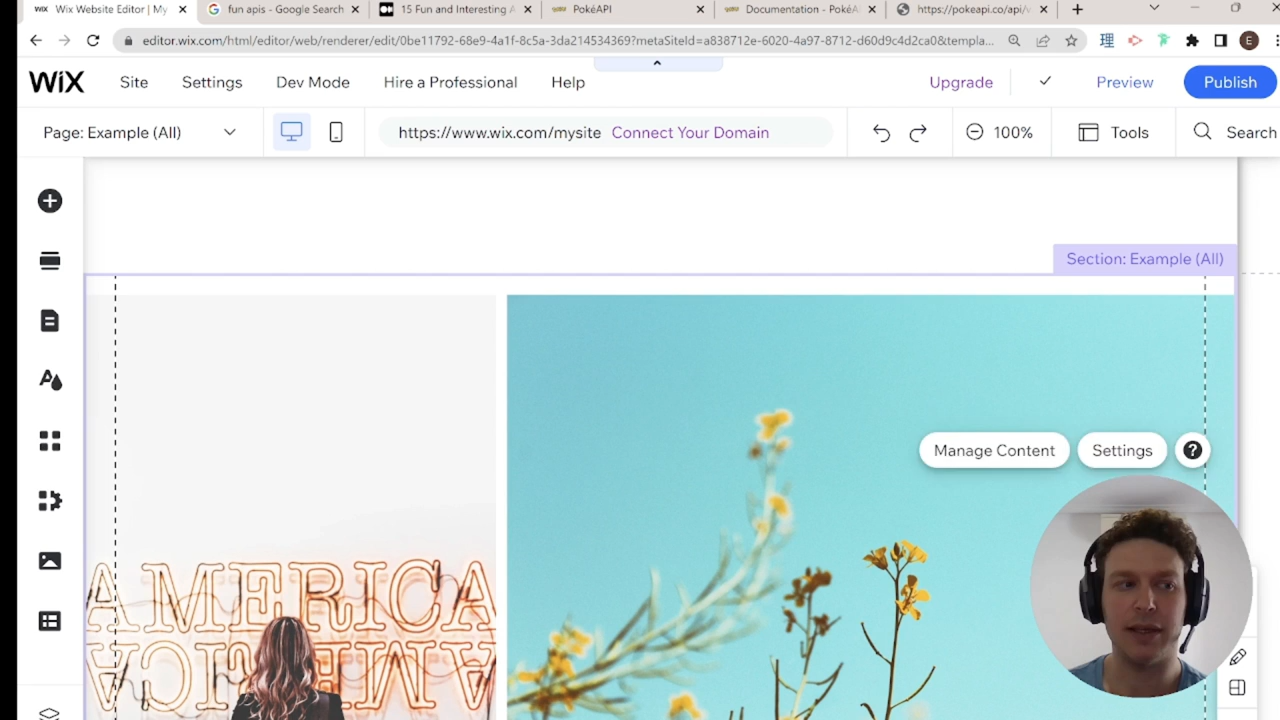 Wix Website Editor | My
fun apis - Google Search
15 Fun and Interesting A
PokéAPI
Documentation - PokéA
https://pokeapi.co/api/v
editor.wix.com/html/editor/web/renderer/edit/0be11792-68e9-4a1f-8c5a-3da214534369?metaSiteId=a838712e-6020-4a97-8712-d60d9c4d2ca0&templa...
理
E
WiX
Site
Settings
Dev Mode
Hire a Professional
Help
Upgrade
Preview
Publish
Page: Example (All)
https://www.wix.com/mysite Connect Your Domain
100%
Tools
Search
Section: Example (All)
Manage Content
Settings
?
AMERICA
AMERICA